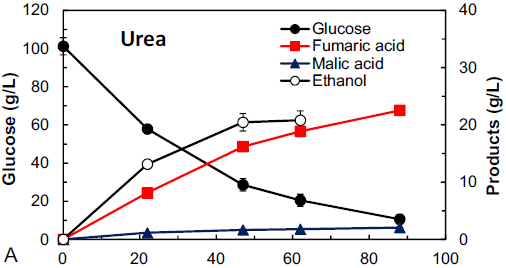 Urea
Glucose
Fumaric acid
Malic acid
Ethanol
Glucose (g/L)
120
100
80
60
40
20
0
Products (g/L)
40
30
20
10
0
0
20
40
60
80
100
A